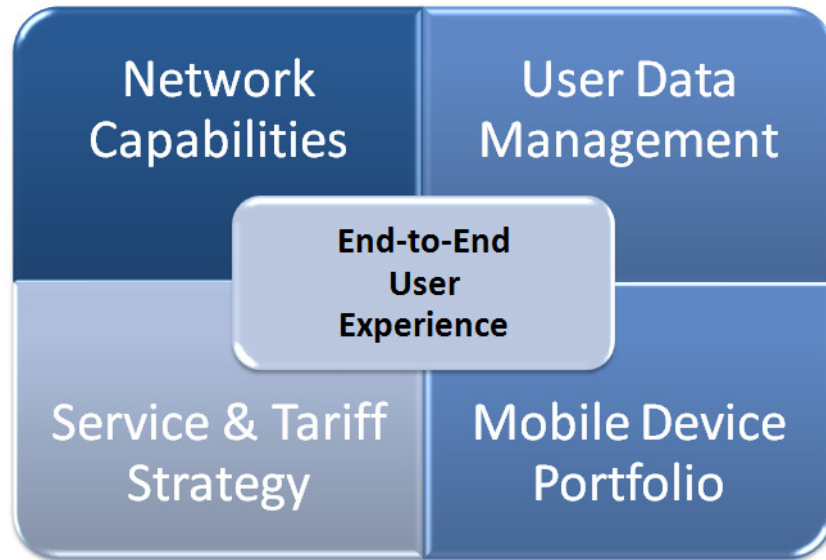 Network
Capabilities
User Data
Management
End-to-End
User
Experience
Service & Tariff
Strategy
Mobile Device
Portfolio